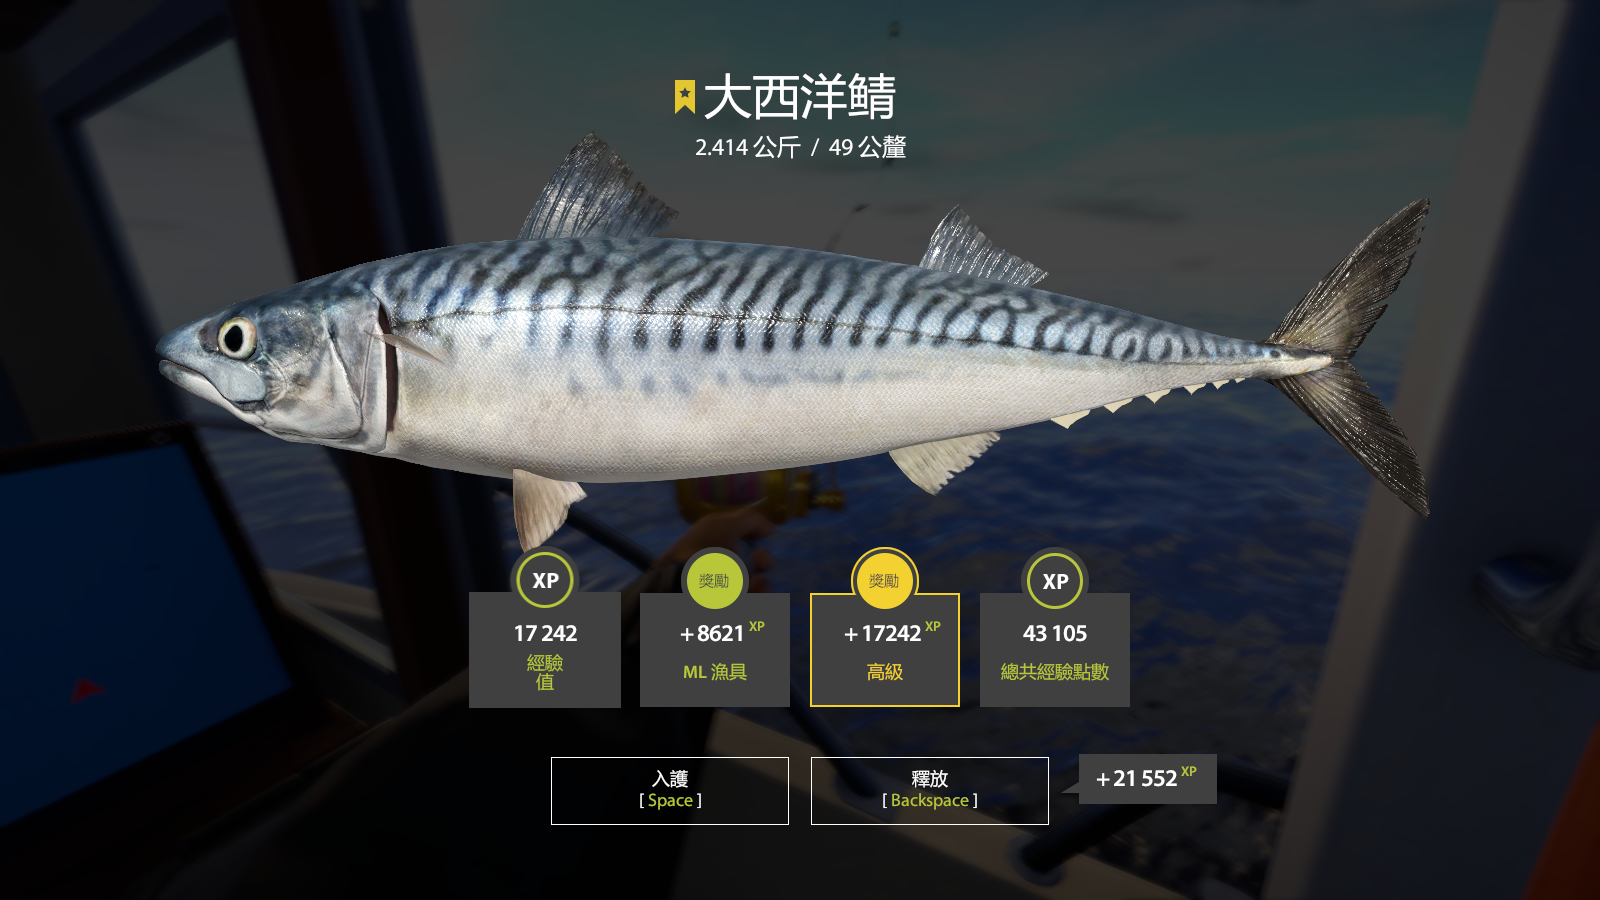 大西洋鯖
2.414 公斤 / 49 公釐
XP
17 242
經驗
值
獎勵
+8621 XP
ML 漁具
獎勵
+17242 XP
高級
XP
43 105
總共經驗點數
入護
[ Space ]
釋放
[ Backspace ]
+21 552 XP